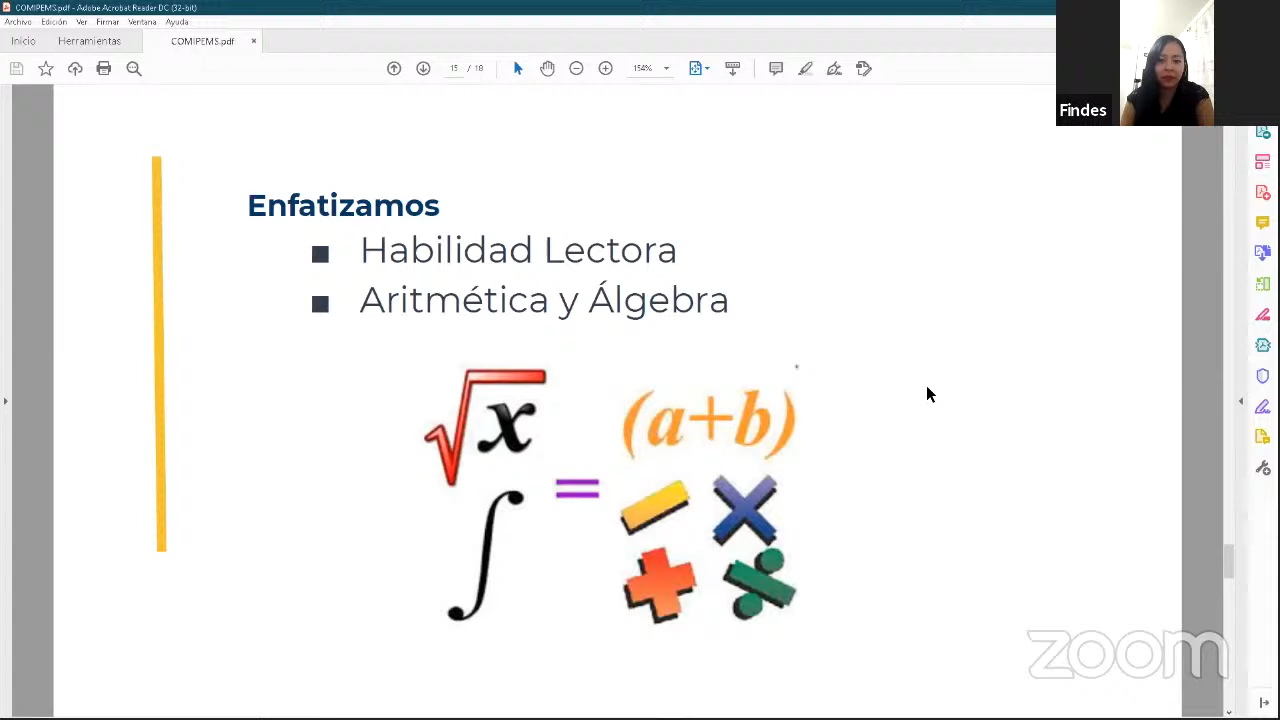 COMIPEMS.pdf - Adobe Acrobat Reader DC (32-bit)
Archivo Edición Ver Firmar Ventana Ayuda
Inicio Herramientas COMIPEMS.pdf ×
15 18 154%
Findes
Enfatizamos
Habilidad Lectora
Aritmética y Álgebra
√x
(a+b)
=
− ×
∫
+ ÷
zoom